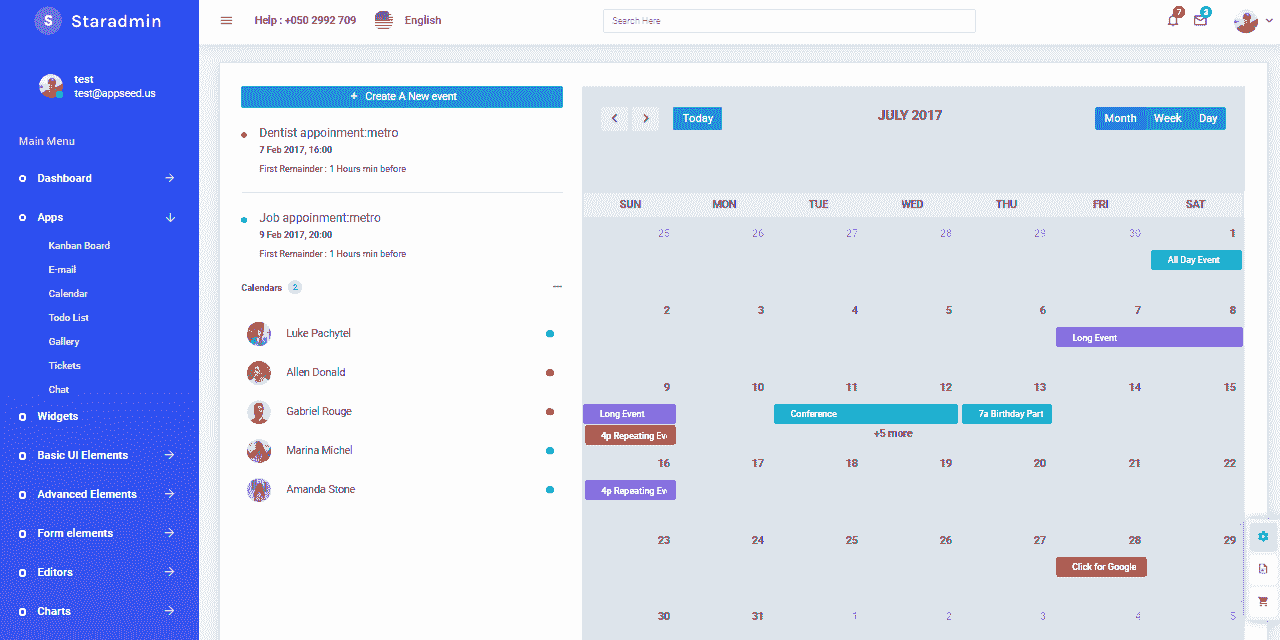 S Staradmin
Help : +050 2992 709
English
Search Here
7
3
test
test@appseed.us
Main Menu
Dashboard
Apps
Kanban Board
E-mail
Calendar
Todo List
Gallery
Tickets
Chat
Widgets
Basic UI Elements
Advanced Elements
Form elements
Editors
Charts
+ Create A New event
Dentist appoinment:metro
7 Feb 2017, 16:00
First Remainder : 1 Hours min before
Job appoinment:metro
9 Feb 2017, 20:00
First Remainder : 1 Hours min before
Calendars 2
Luke Pachytel
Allen Donald
Gabriel Rouge
Marina Michel
Amanda Stone
Today
JULY 2017
Month Week Day
SUN MON TUE WED THU FRI SAT
25 26 27 28 29 30 1
All Day Event
2 3 4 5 6 7 8
Long Event
9 10 11 12 13 14 15
Long Event Conference 7a Birthday Part
4p Repeating Ev +5 more
16 17 18 19 20 21 22
4p Repeating Ev
23 24 25 26 27 28 29
Click for Google
30 31 1 2 3 4 5